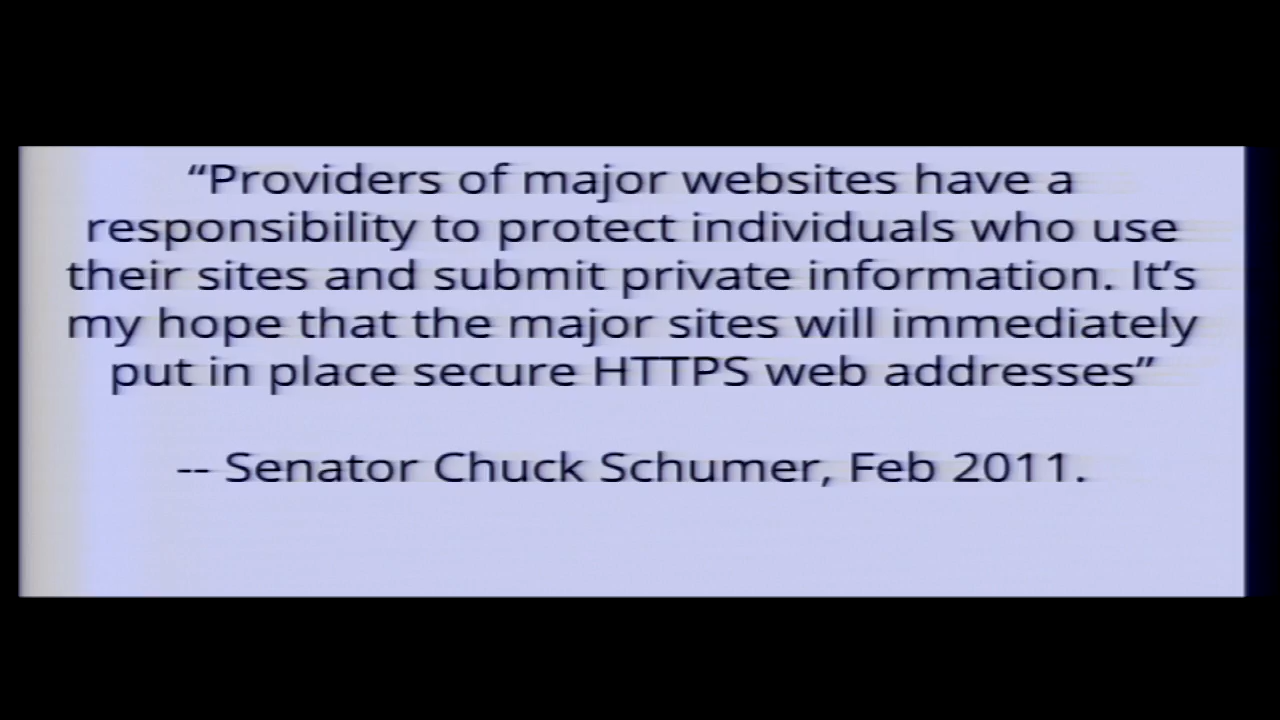 “Providers of major websites have a
responsibility to protect individuals who use
their sites and submit private information. It’s
my hope that the major sites will immediately
put in place secure HTTPS web addresses”
-- Senator Chuck Schumer, Feb 2011.